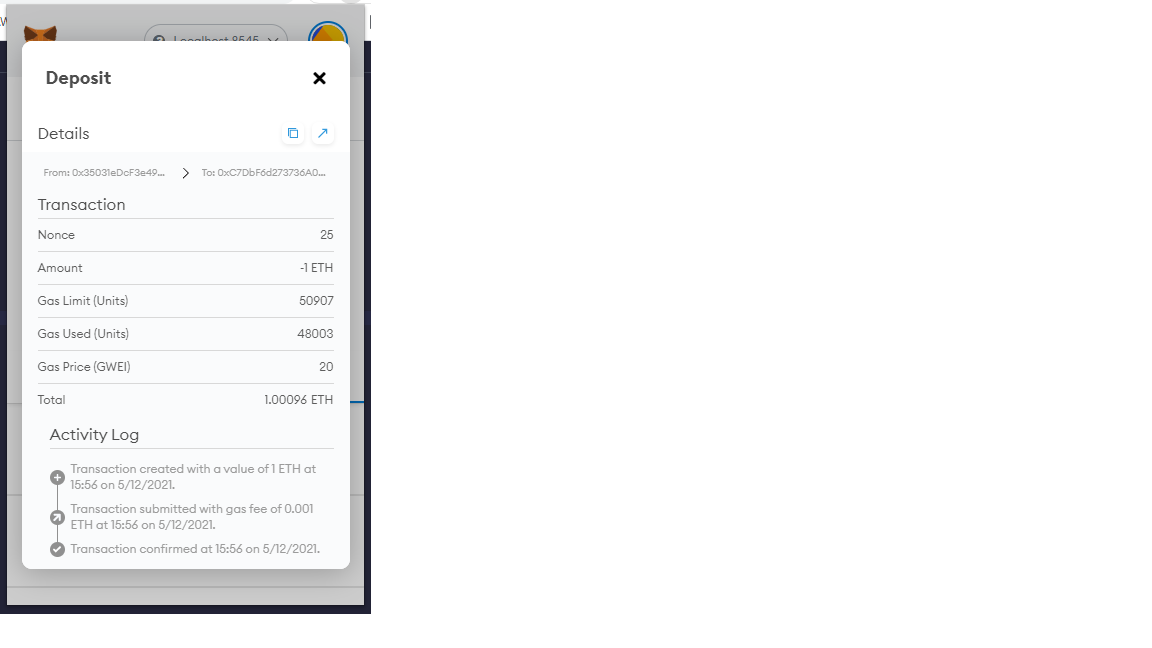 Localhost 8545
Deposit
Details
From: 0x35031eDcF3e49...
To: 0xC7DbF6d273736A0...
Transaction
Nonce 25
Amount -1 ETH
Gas Limit (Units) 50907
Gas Used (Units) 48003
Gas Price (GWEI) 20
Total 1.00096 ETH
Activity Log
Transaction created with a value of 1 ETH at
15:56 on 5/12/2021.
Transaction submitted with gas fee of 0.001
ETH at 15:56 on 5/12/2021.
Transaction confirmed at 15:56 on 5/12/2021.